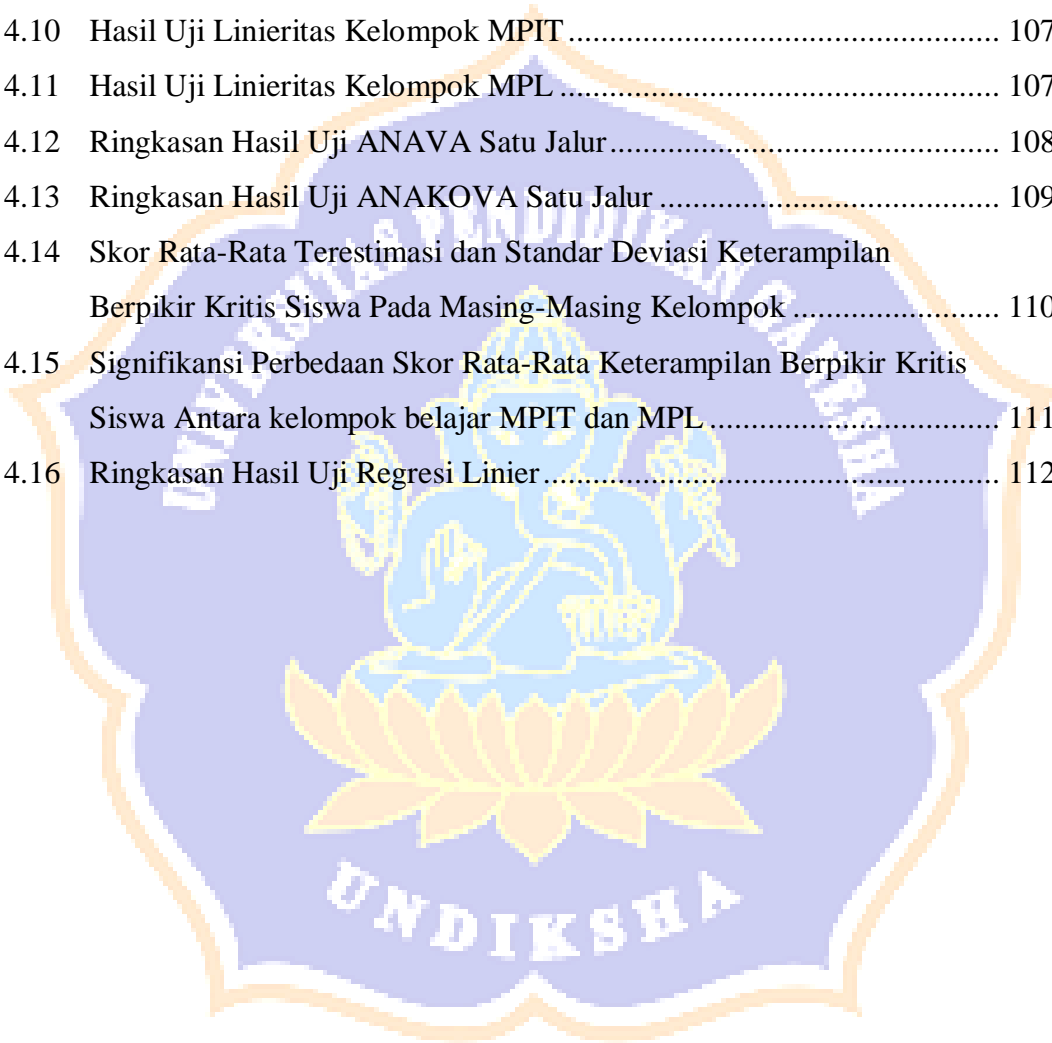 4.10 Hasil Uji Linieritas Kelompok MPIT ........................................................ 107
4.11 Hasil Uji Linieritas Kelompok MPL ......................................................... 107
4.12 Ringkasan Hasil Uji ANAVA Satu Jalur ................................................... 108
4.13 Ringkasan Hasil Uji ANAKOVA Satu Jalur ............................................ 109
4.14 Skor Rata-Rata Terestimasi dan Standar Deviasi Keterampilan
Berpikir Kritis Siswa Pada Masing-Masing Kelompok ........................... 110
4.15 Signifikansi Perbedaan Skor Rata-Rata Keterampilan Berpikir Kritis
Siswa Antara kelompok belajar MPIT dan MPL ..................................... 111
4.16 Ringkasan Hasil Uji Regresi Linier ........................................................... 112
UNIVERSITAS PENDIDIKAN GANESHA
UNDIKSHA